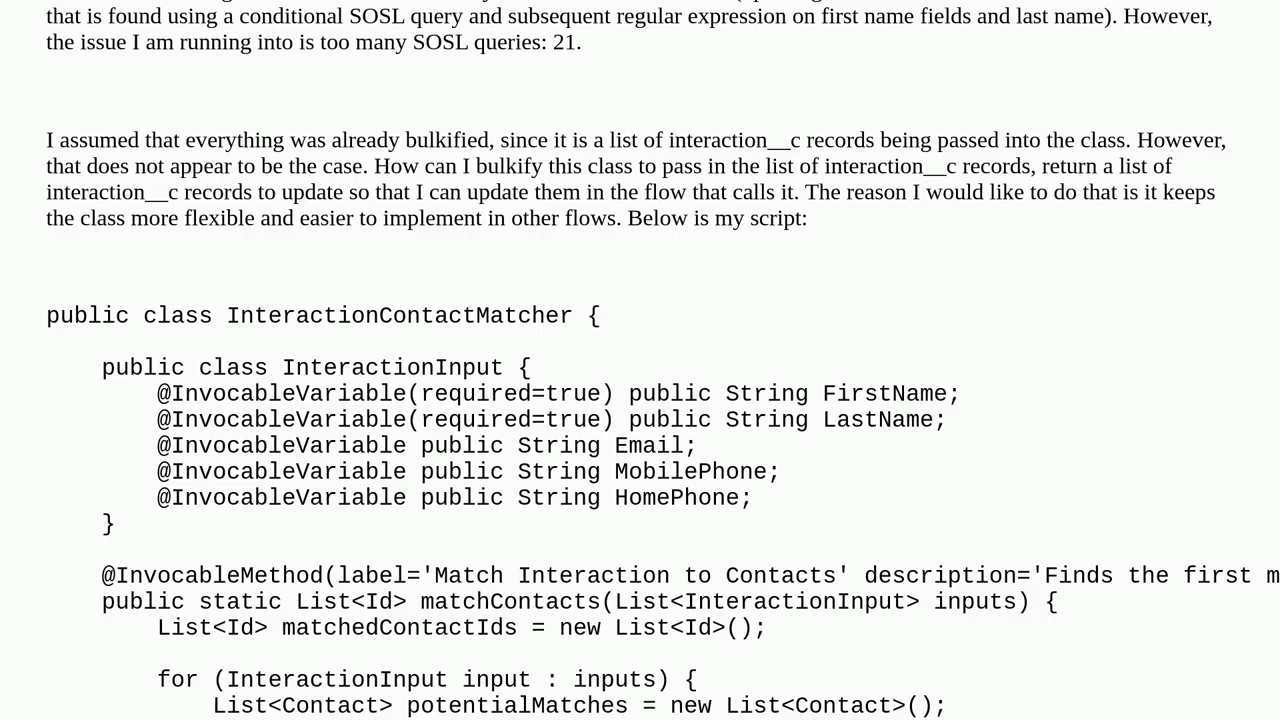 that is found using a conditional SOSL query and subsequent regular expression on first name fields and last name). However,
the issue I am running into is too many SOSL queries: 21.
I assumed that everything was already bulkified, since it is a list of interaction__c records being passed into the class. However,
that does not appear to be the case. How can I bulkify this class to pass in the list of interaction__c records, return a list of
interaction__c records to update so that I can update them in the flow that calls it. The reason I would like to do that is it keeps
the class more flexible and easier to implement in other flows. Below is my script:
public class InteractionContactMatcher {
    public class InteractionInput {
        @InvocableVariable(required=true) public String FirstName;
        @InvocableVariable(required=true) public String LastName;
        @InvocableVariable public String Email;
        @InvocableVariable public String MobilePhone;
        @InvocableVariable public String HomePhone;
    }
    @InvocableMethod(label='Match Interaction to Contacts' description='Finds the first m
    public static List<Id> matchContacts(List<InteractionInput> inputs) {
        List<Id> matchedContactIds = new List<Id>();
        for (InteractionInput input : inputs) {
            List<Contact> potentialMatches = new List<Contact>();